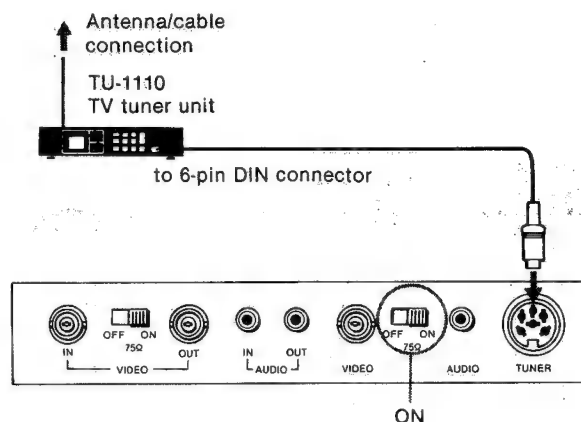 Antenna/cable
connection
TU-1110
TV tuner unit
to 6-pin DIN connector
OFF ON
75Ω
IN OUT
VIDEO
IN OUT
AUDIO
VIDEO
OFF ON
75Ω
AUDIO
TUNER
ON